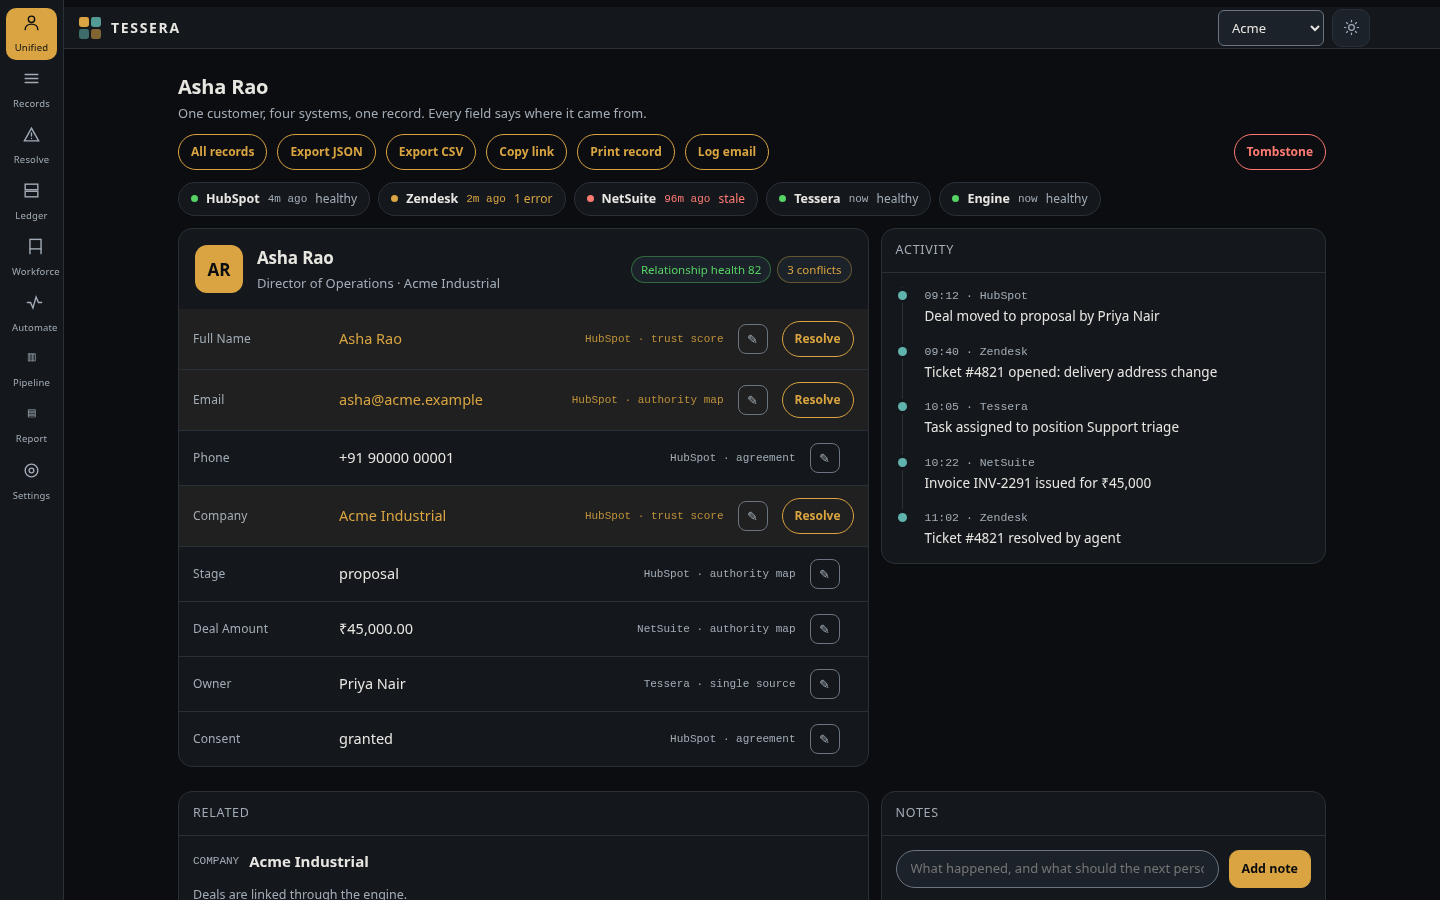 Unified
Records
Resolve
Ledger
Workforce
Automate
Pipeline
Report
Settings
TESSERA
Acme
Asha Rao
One customer, four systems, one record. Every field says where it came from.
All records
Export JSON
Export CSV
Copy link
Print record
Log email
Tombstone
HubSpot 4m ago healthy
Zendesk 2m ago 1 error
NetSuite 96m ago stale
Tessera now healthy
Engine now healthy
AR
Asha Rao
Director of Operations · Acme Industrial
Relationship health 82
3 conflicts
Full Name Asha Rao HubSpot · trust score Resolve
Email asha@acme.example HubSpot · authority map Resolve
Phone +91 90000 00001 HubSpot · agreement
Company Acme Industrial HubSpot · trust score Resolve
Stage proposal HubSpot · authority map
Deal Amount ₹45,000.00 NetSuite · authority map
Owner Priya Nair Tessera · single source
Consent granted HubSpot · agreement
ACTIVITY
09:12 · HubSpot
Deal moved to proposal by Priya Nair
09:40 · Zendesk
Ticket #4821 opened: delivery address change
10:05 · Tessera
Task assigned to position Support triage
10:22 · NetSuite
Invoice INV-2291 issued for ₹45,000
11:02 · Zendesk
Ticket #4821 resolved by agent
RELATED
COMPANY Acme Industrial
Deals are linked through the engine.
NOTES
What happened, and what should the next perso
Add note